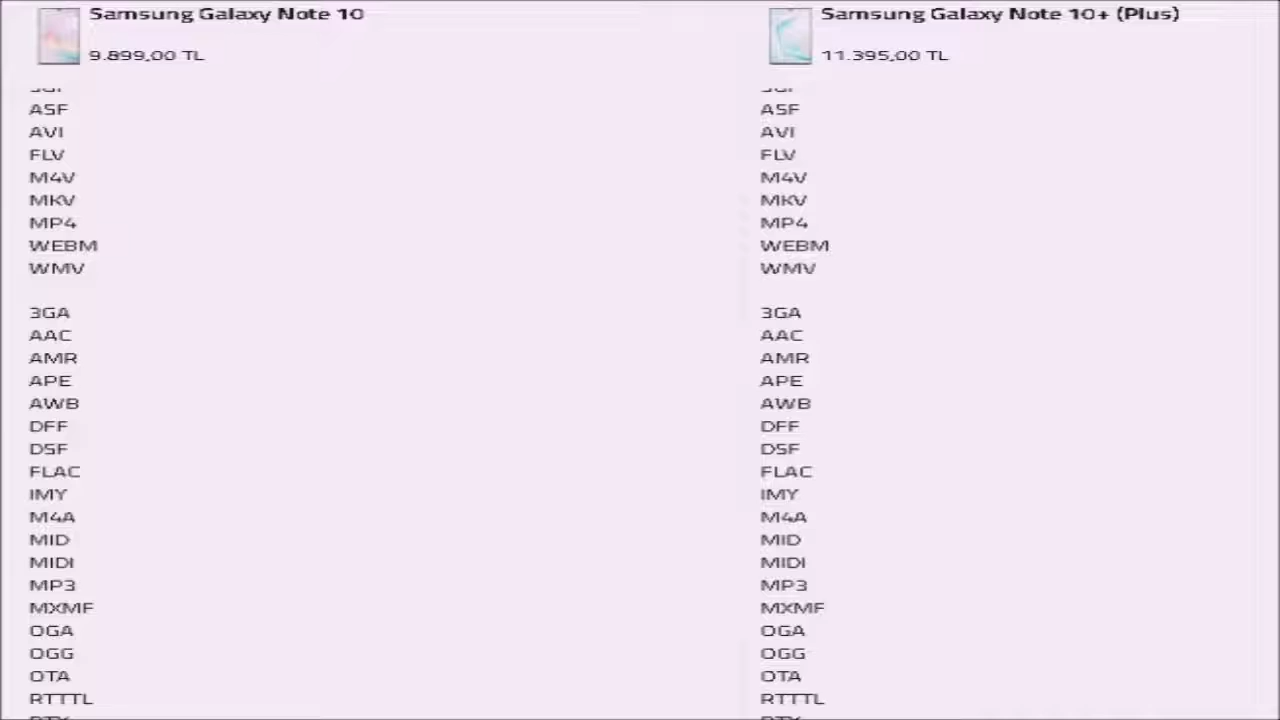 Samsung Galaxy Note 10
9.899,00 TL
ASF
AVI
FLV
M4V
MKV
MP4
WEBM
WMV
3GA
AAC
AMR
APE
AWB
DFF
DSF
FLAC
IMY
M4A
MID
MIDI
MP3
MXMF
OGA
OGG
OTA
RTTTL
Samsung Galaxy Note 10+ (Plus)
11.395,00 TL
ASF
AVI
FLV
M4V
MKV
MP4
WEBM
WMV
3GA
AAC
AMR
APE
AWB
DFF
DSF
FLAC
IMY
M4A
MID
MIDI
MP3
MXMF
OGA
OGG
OTA
RTTTL